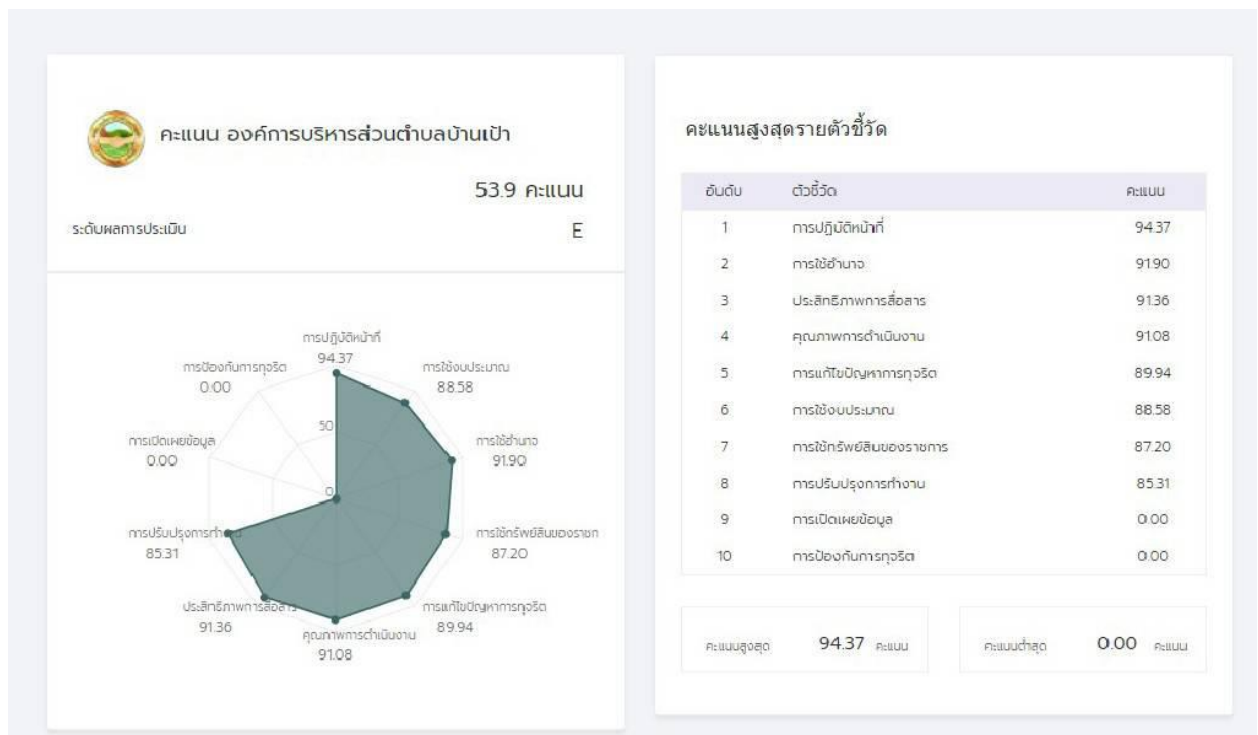 คะแนน องค์การบริหารส่วนตำบลบ้านเป้า
53.9 คะแนน
ระดับผลการประเมิน E
การปฏิบัติหน้าที่
94.37
การป้องกันการทุจริต
0.00
การใช้งบประมาณ
88.58
50
การเปิดเผยข้อมูล
0.00
การใช้อำนาจ
91.90
0
การปรับปรุงการทำงาน
85.31
การใช้ทรัพย์สินของราชก
87.20
ประสิทธิภาพการสื่อสาร
91.36
การแก้ไขปัญหาการทุจริต
89.94
คุณภาพการดำเนินงาน
91.08
คะแนนสูงสุดรายตัวชี้วัด
อันดับ ตัวชี้วัด คะแนน
1 การปฏิบัติหน้าที่ 94.37
2 การใช้อำนาจ 91.90
3 ประสิทธิภาพการสื่อสาร 91.36
4 คุณภาพการดำเนินงาน 91.08
5 การแก้ไขปัญหาการทุจริต 89.94
6 การใช้งบประมาณ 88.58
7 การใช้ทรัพย์สินของราชการ 87.20
8 การปรับปรุงการทำงาน 85.31
9 การเปิดเผยข้อมูล 0.00
10 การป้องกันการทุจริต 0.00
คะแนนสูงสุด 94.37 คะแนน
คะแนนต่ำสุด 0.00 คะแนน